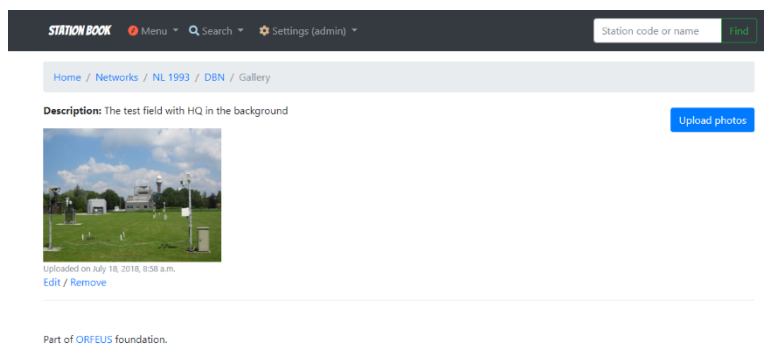 STATION BOOK Menu Search Settings (admin) Station code or name Find
Home / Networks / NL 1993 / DBN / Gallery
Description: The test field with HQ in the background
Upload photos
Uploaded on July 18, 2018, 8:58 a.m.
Edit / Remove
Part of ORFEUS foundation.